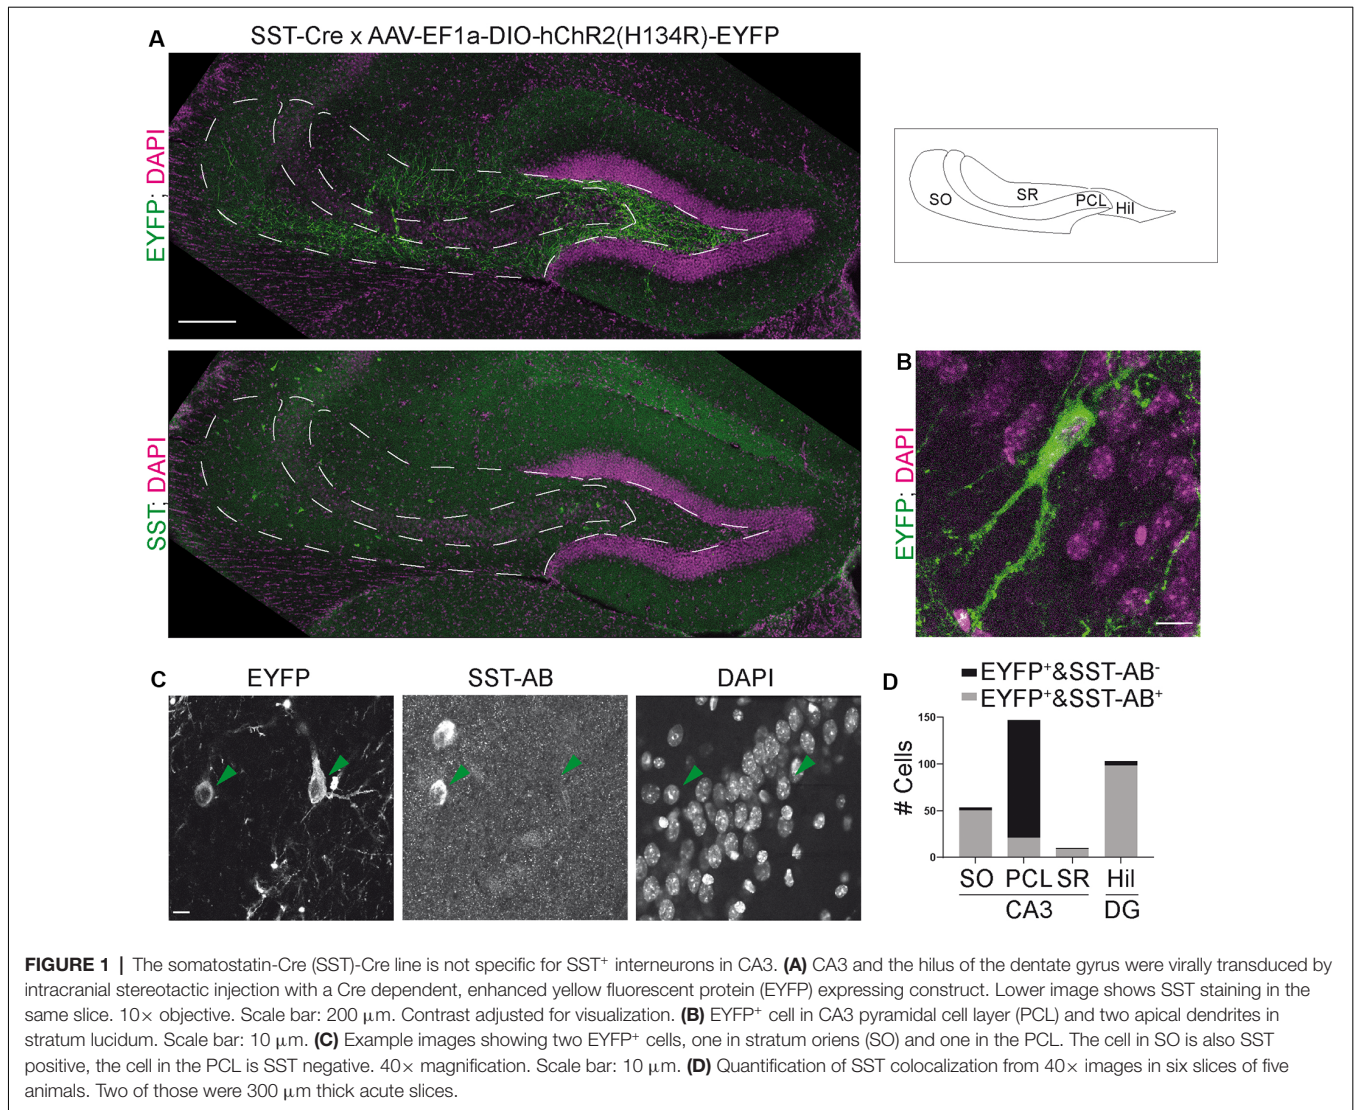 A
SST-Cre x AAV-EF1a-DIO-hChR2(H134R)-EYFP
EYFP; DAPI
SO
SR
PCL
Hil
SST; DAPI
B
EYFP; DAPI
C
EYFP
SST-AB
DAPI
D
EYFP⁺&SST-AB⁻
EYFP⁺&SST-AB⁺
# Cells
150
100
50
0
SO PCL SR Hil
CA3 DG
FIGURE 1 | The somatostatin-Cre (SST)-Cre line is not specific for SST⁺ interneurons in CA3. (A) CA3 and the hilus of the dentate gyrus were virally transduced by
intracranial stereotactic injection with a Cre dependent, enhanced yellow fluorescent protein (EYFP) expressing construct. Lower image shows SST staining in the
same slice. 10× objective. Scale bar: 200 μm. Contrast adjusted for visualization. (B) EYFP⁺ cell in CA3 pyramidal cell layer (PCL) and two apical dendrites in
stratum lucidum. Scale bar: 10 μm. (C) Example images showing two EYFP⁺ cells, one in stratum oriens (SO) and one in the PCL. The cell in SO is also SST
positive, the cell in the PCL is SST negative. 40× magnification. Scale bar: 10 μm. (D) Quantification of SST colocalization from 40× images in six slices of five
animals. Two of those were 300 μm thick acute slices.